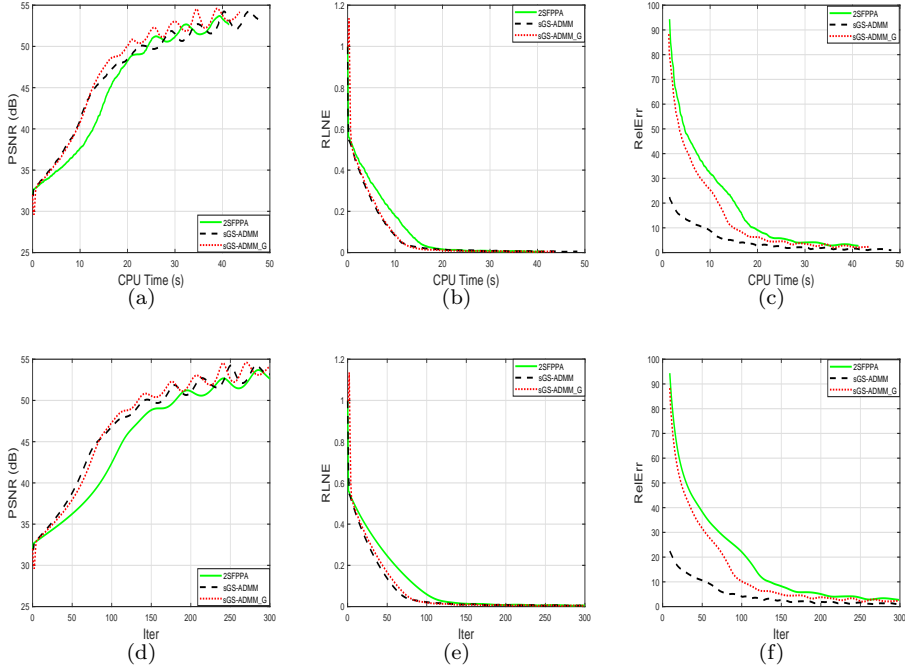 PSNR (dB)
55
50
45
40
35
30
25
2SFPPA
sGS-ADMM
sGS-ADMM_G
0 10 20 30 40 50
CPU Time (s)
(a)
RLNE
1.2
1
0.8
0.6
0.4
0.2
0
2SFPPA
sGS-ADMM
sGS-ADMM_G
0 10 20 30 40 50
CPU Time (s)
(b)
RelErr
100
90
80
70
60
50
40
30
20
10
0
2SFPPA
sGS-ADMM
sGS-ADMM_G
0 10 20 30 40 50
CPU Time (s)
(c)
PSNR (dB)
55
50
45
40
35
30
25
2SFPPA
sGS-ADMM
sGS-ADMM_G
0 50 100 150 200 250 300
Iter
(d)
RLNE
1.2
1
0.8
0.6
0.4
0.2
0
2SFPPA
sGS-ADMM
sGS-ADMM_G
0 50 100 150 200 250 300
Iter
(e)
RelErr
100
90
80
70
60
50
40
30
20
10
0
2SFPPA
sGS-ADMM
sGS-ADMM_G
0 50 100 150 200 250 300
Iter
(f)